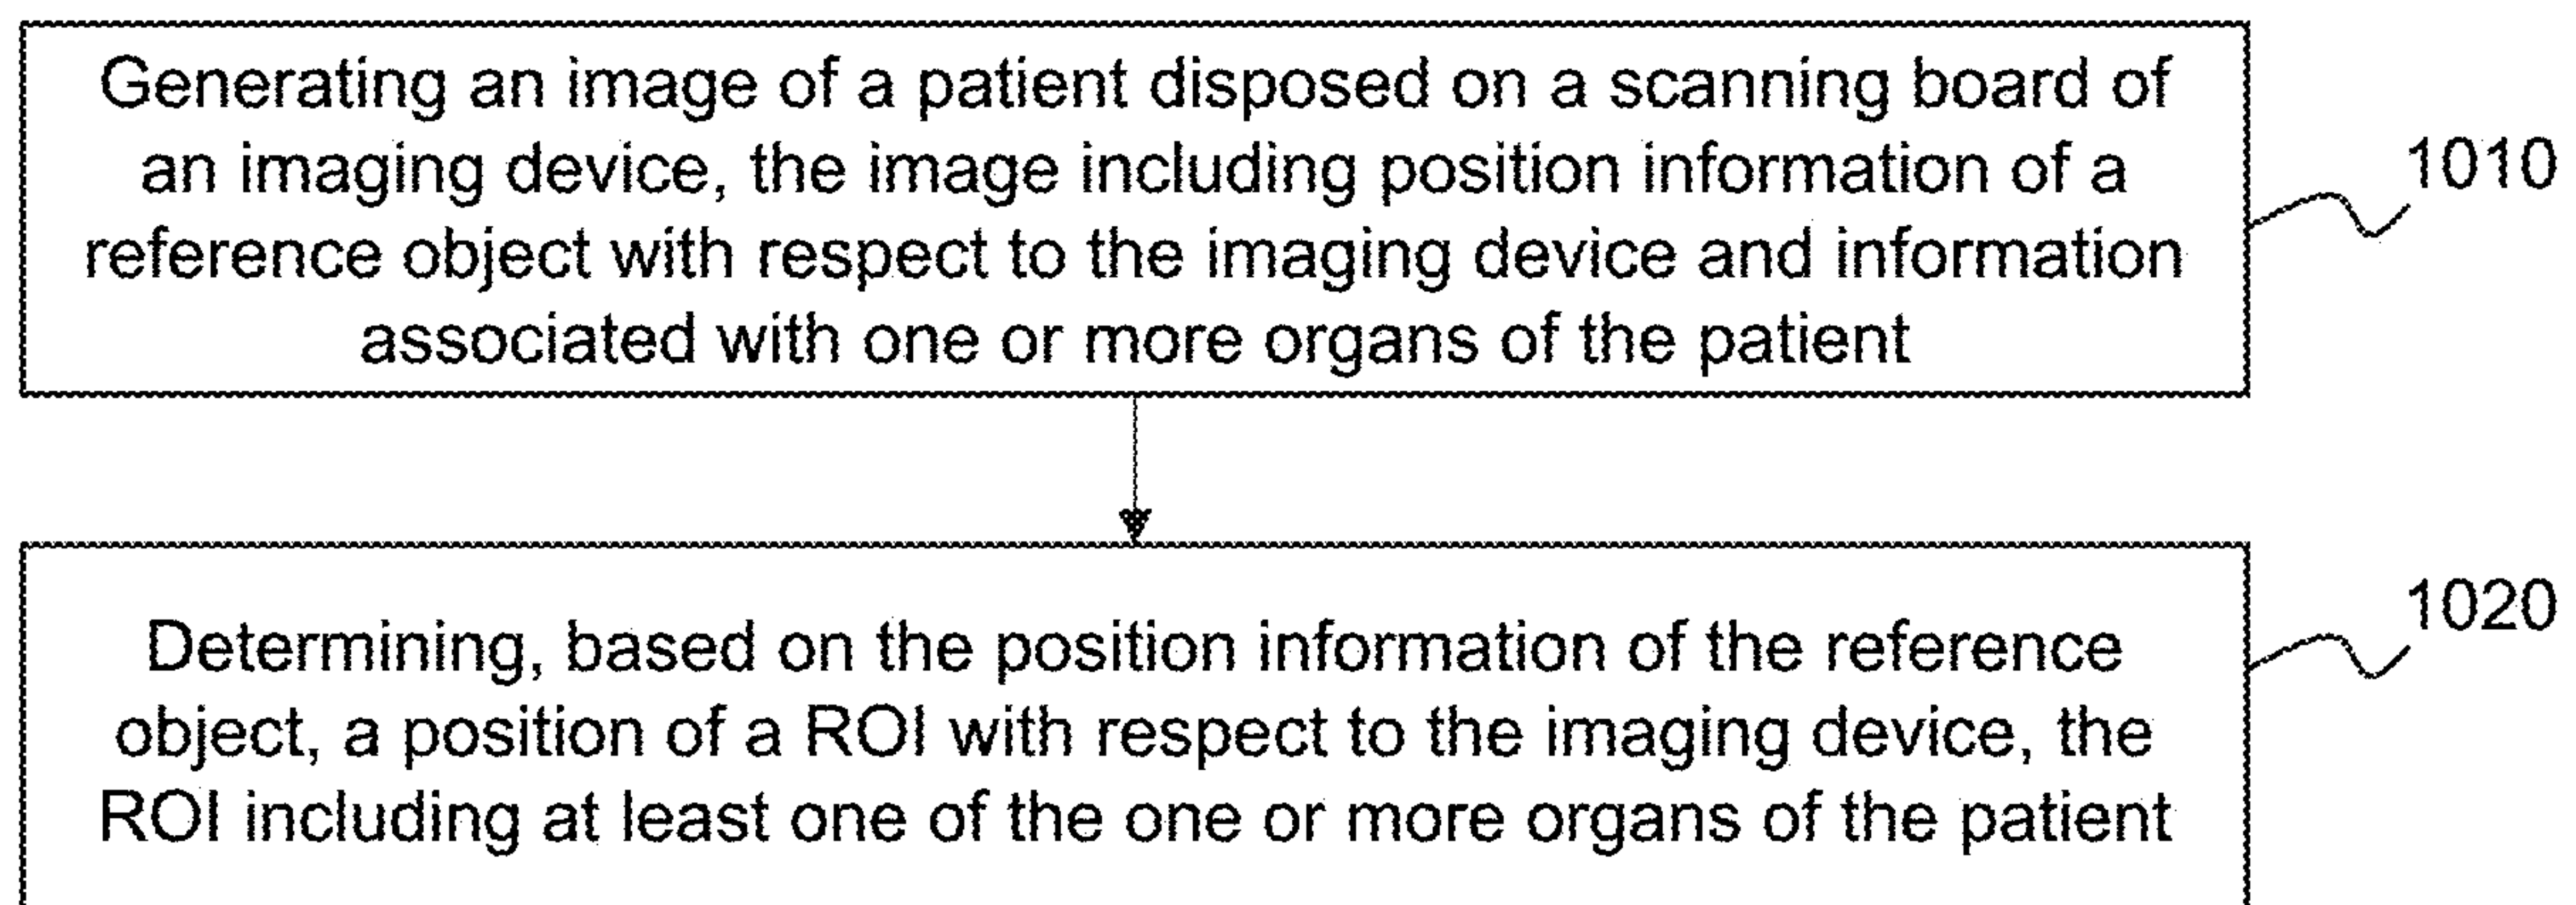 Generating an image of a patient disposed on a scanning board of
an imaging device, the image including position information of a
reference object with respect to the imaging device and information
associated with one or more organs of the patient
1010
Determining, based on the position information of the reference
object, a position of a ROI with respect to the imaging device, the
ROI including at least one of the one or more organs of the patient
1020